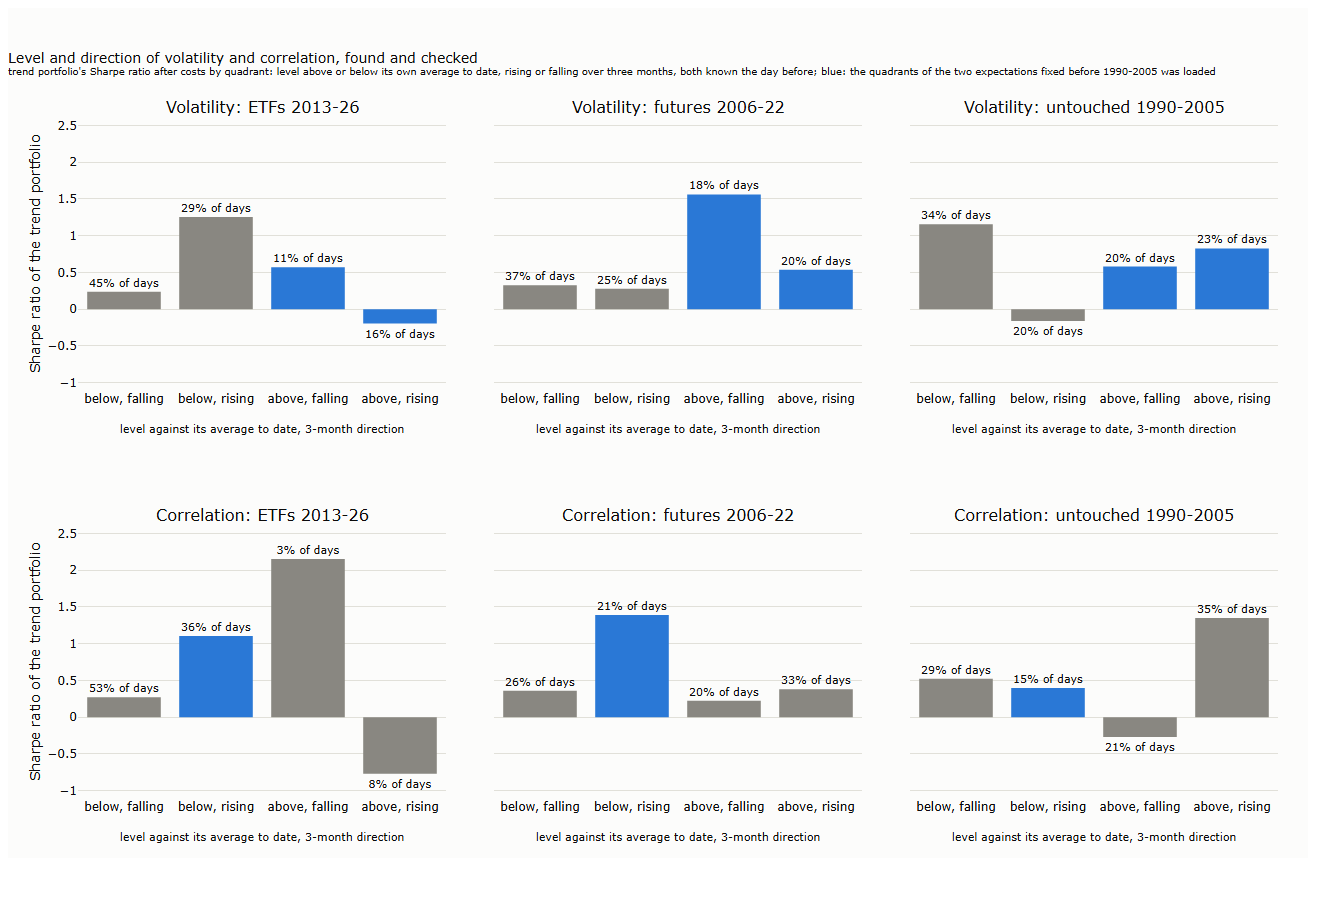 Level and direction of volatility and correlation, found and checked
trend portfolio's Sharpe ratio after costs by quadrant: level above or below its own average to date, rising or falling over three months, both known the day before; blue: the quadrants of the two expectations fixed before 1990-2005 was loaded
Volatility: ETFs 2013-26
Sharpe ratio of the trend portfolio
2.5
2
1.5
1
0.5
0
−0.5
−1
45% of days
29% of days
11% of days
16% of days
below, falling
below, rising
above, falling
above, rising
level against its average to date, 3-month direction
Volatility: futures 2006-22
37% of days
25% of days
18% of days
20% of days
below, falling
below, rising
above, falling
above, rising
level against its average to date, 3-month direction
Volatility: untouched 1990-2005
34% of days
20% of days
20% of days
23% of days
below, falling
below, rising
above, falling
above, rising
level against its average to date, 3-month direction
Correlation: ETFs 2013-26
Sharpe ratio of the trend portfolio
2.5
2
1.5
1
0.5
0
−0.5
−1
53% of days
36% of days
3% of days
8% of days
below, falling
below, rising
above, falling
above, rising
level against its average to date, 3-month direction
Correlation: futures 2006-22
26% of days
21% of days
20% of days
33% of days
below, falling
below, rising
above, falling
above, rising
level against its average to date, 3-month direction
Correlation: untouched 1990-2005
29% of days
15% of days
21% of days
35% of days
below, falling
below, rising
above, falling
above, rising
level against its average to date, 3-month direction